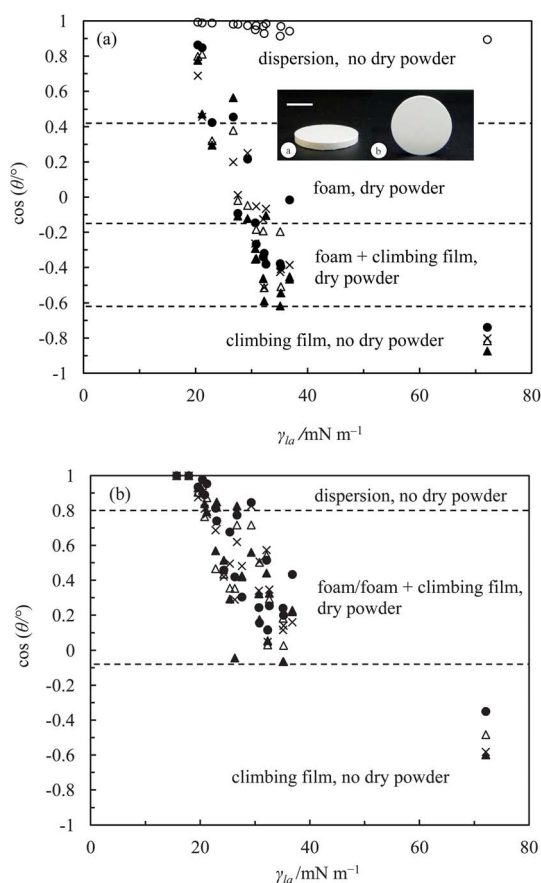 (a)
1
0.8
0.6
0.4
0.2
0
-0.2
-0.4
-0.6
-0.8
-1
cos (θ/°)
dispersion, no dry powder
a
b
foam, dry powder
foam + climbing film,
dry powder
climbing film, no dry powder
0 20 40 60 80
γla /mN m–1
(b)
1
0.8
0.6
0.4
0.2
0
-0.2
-0.4
-0.6
-0.8
-1
cos (θ/°)
dispersion, no dry powder
foam/foam + climbing film,
dry powder
climbing film, no dry powder
0 20 40 60 80
γla /mN m–1